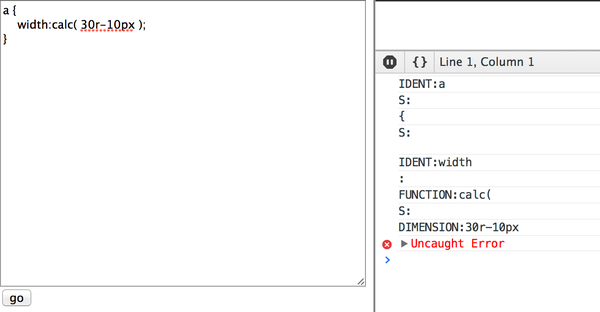 a {
width:calc( 30r-10px );
}
go
{} Line 1, Column 1
IDENT:a
S:
{
S:
IDENT:width
:
FUNCTION:calc(
S:
DIMENSION:30r-10px
Uncaught Error
>